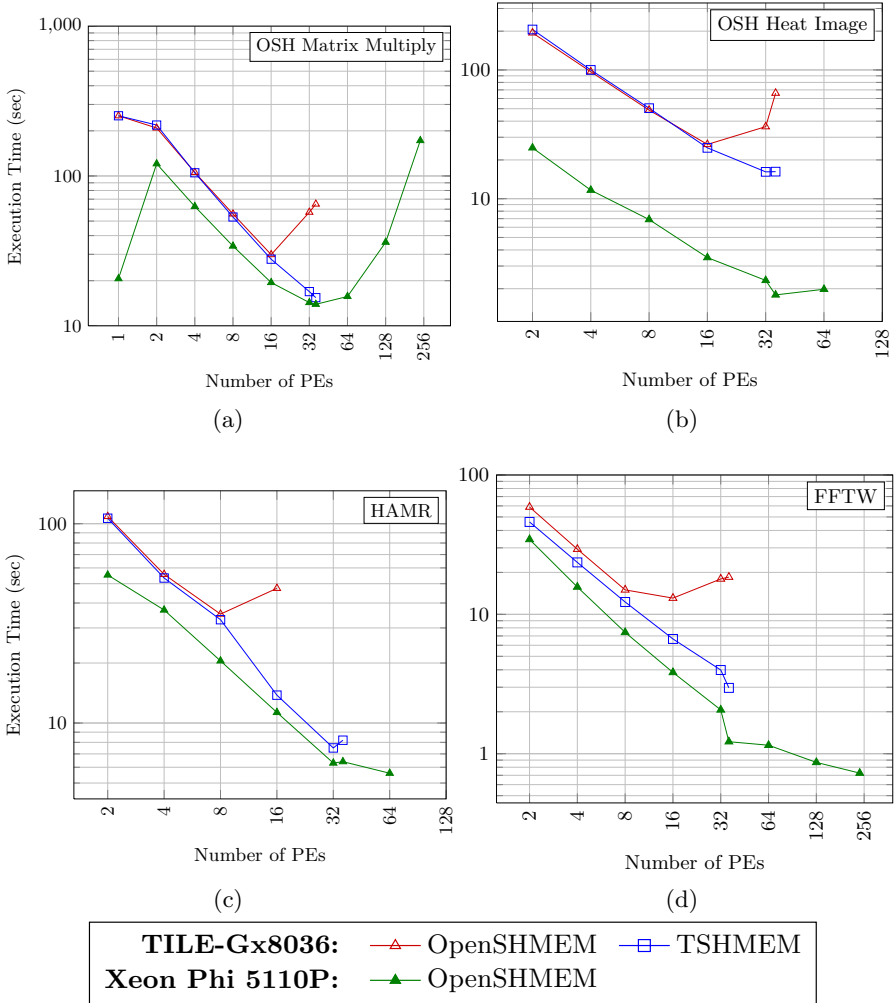 1,000
100
10
Execution Time (sec)
OSH Matrix Multiply
1 2 4 8 16 32 64 128 256
Number of PEs
(a)
100
10
OSH Heat Image
2 4 8 16 32 64 128
Number of PEs
(b)
100
10
Execution Time (sec)
HAMR
2 4 8 16 32 64 128
Number of PEs
(c)
100
10
1
FFTW
2 4 8 16 32 64 128 256
Number of PEs
(d)
TILE-Gx8036: OpenSHMEM TSHMEM
Xeon Phi 5110P: OpenSHMEM